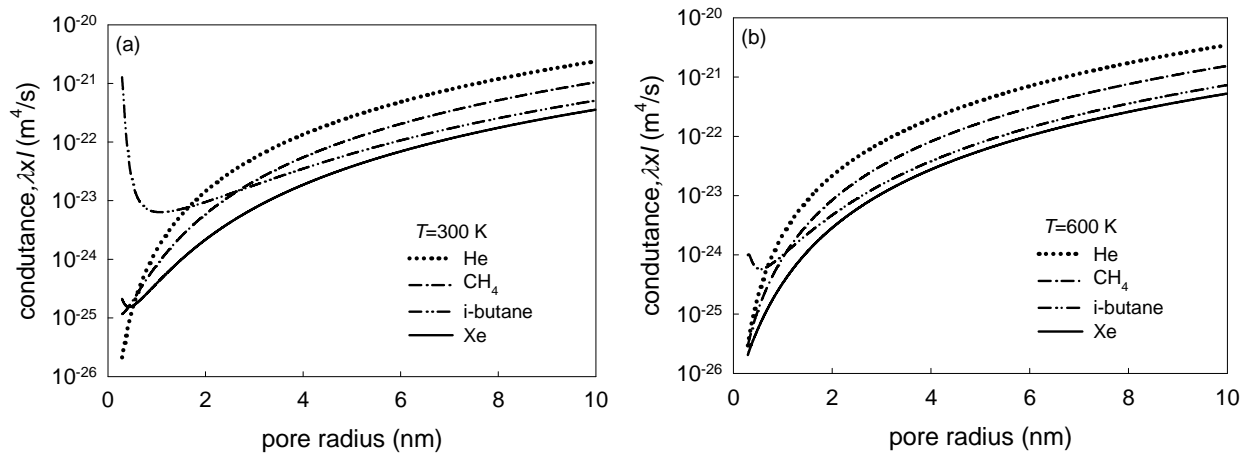 (a)
10⁻²⁰
10⁻²¹
10⁻²²
10⁻²³
10⁻²⁴
10⁻²⁵
10⁻²⁶
condutance, λxl (m⁴/s)
T=300 K
He
CH₄
i-butane
Xe
0 2 4 6 8 10
pore radius (nm)
(b)
10⁻²⁰
10⁻²¹
10⁻²²
10⁻²³
10⁻²⁴
10⁻²⁵
10⁻²⁶
condutance, λxl (m⁴/s)
T=600 K
He
CH₄
i-butane
Xe
0 2 4 6 8 10
pore radius (nm)